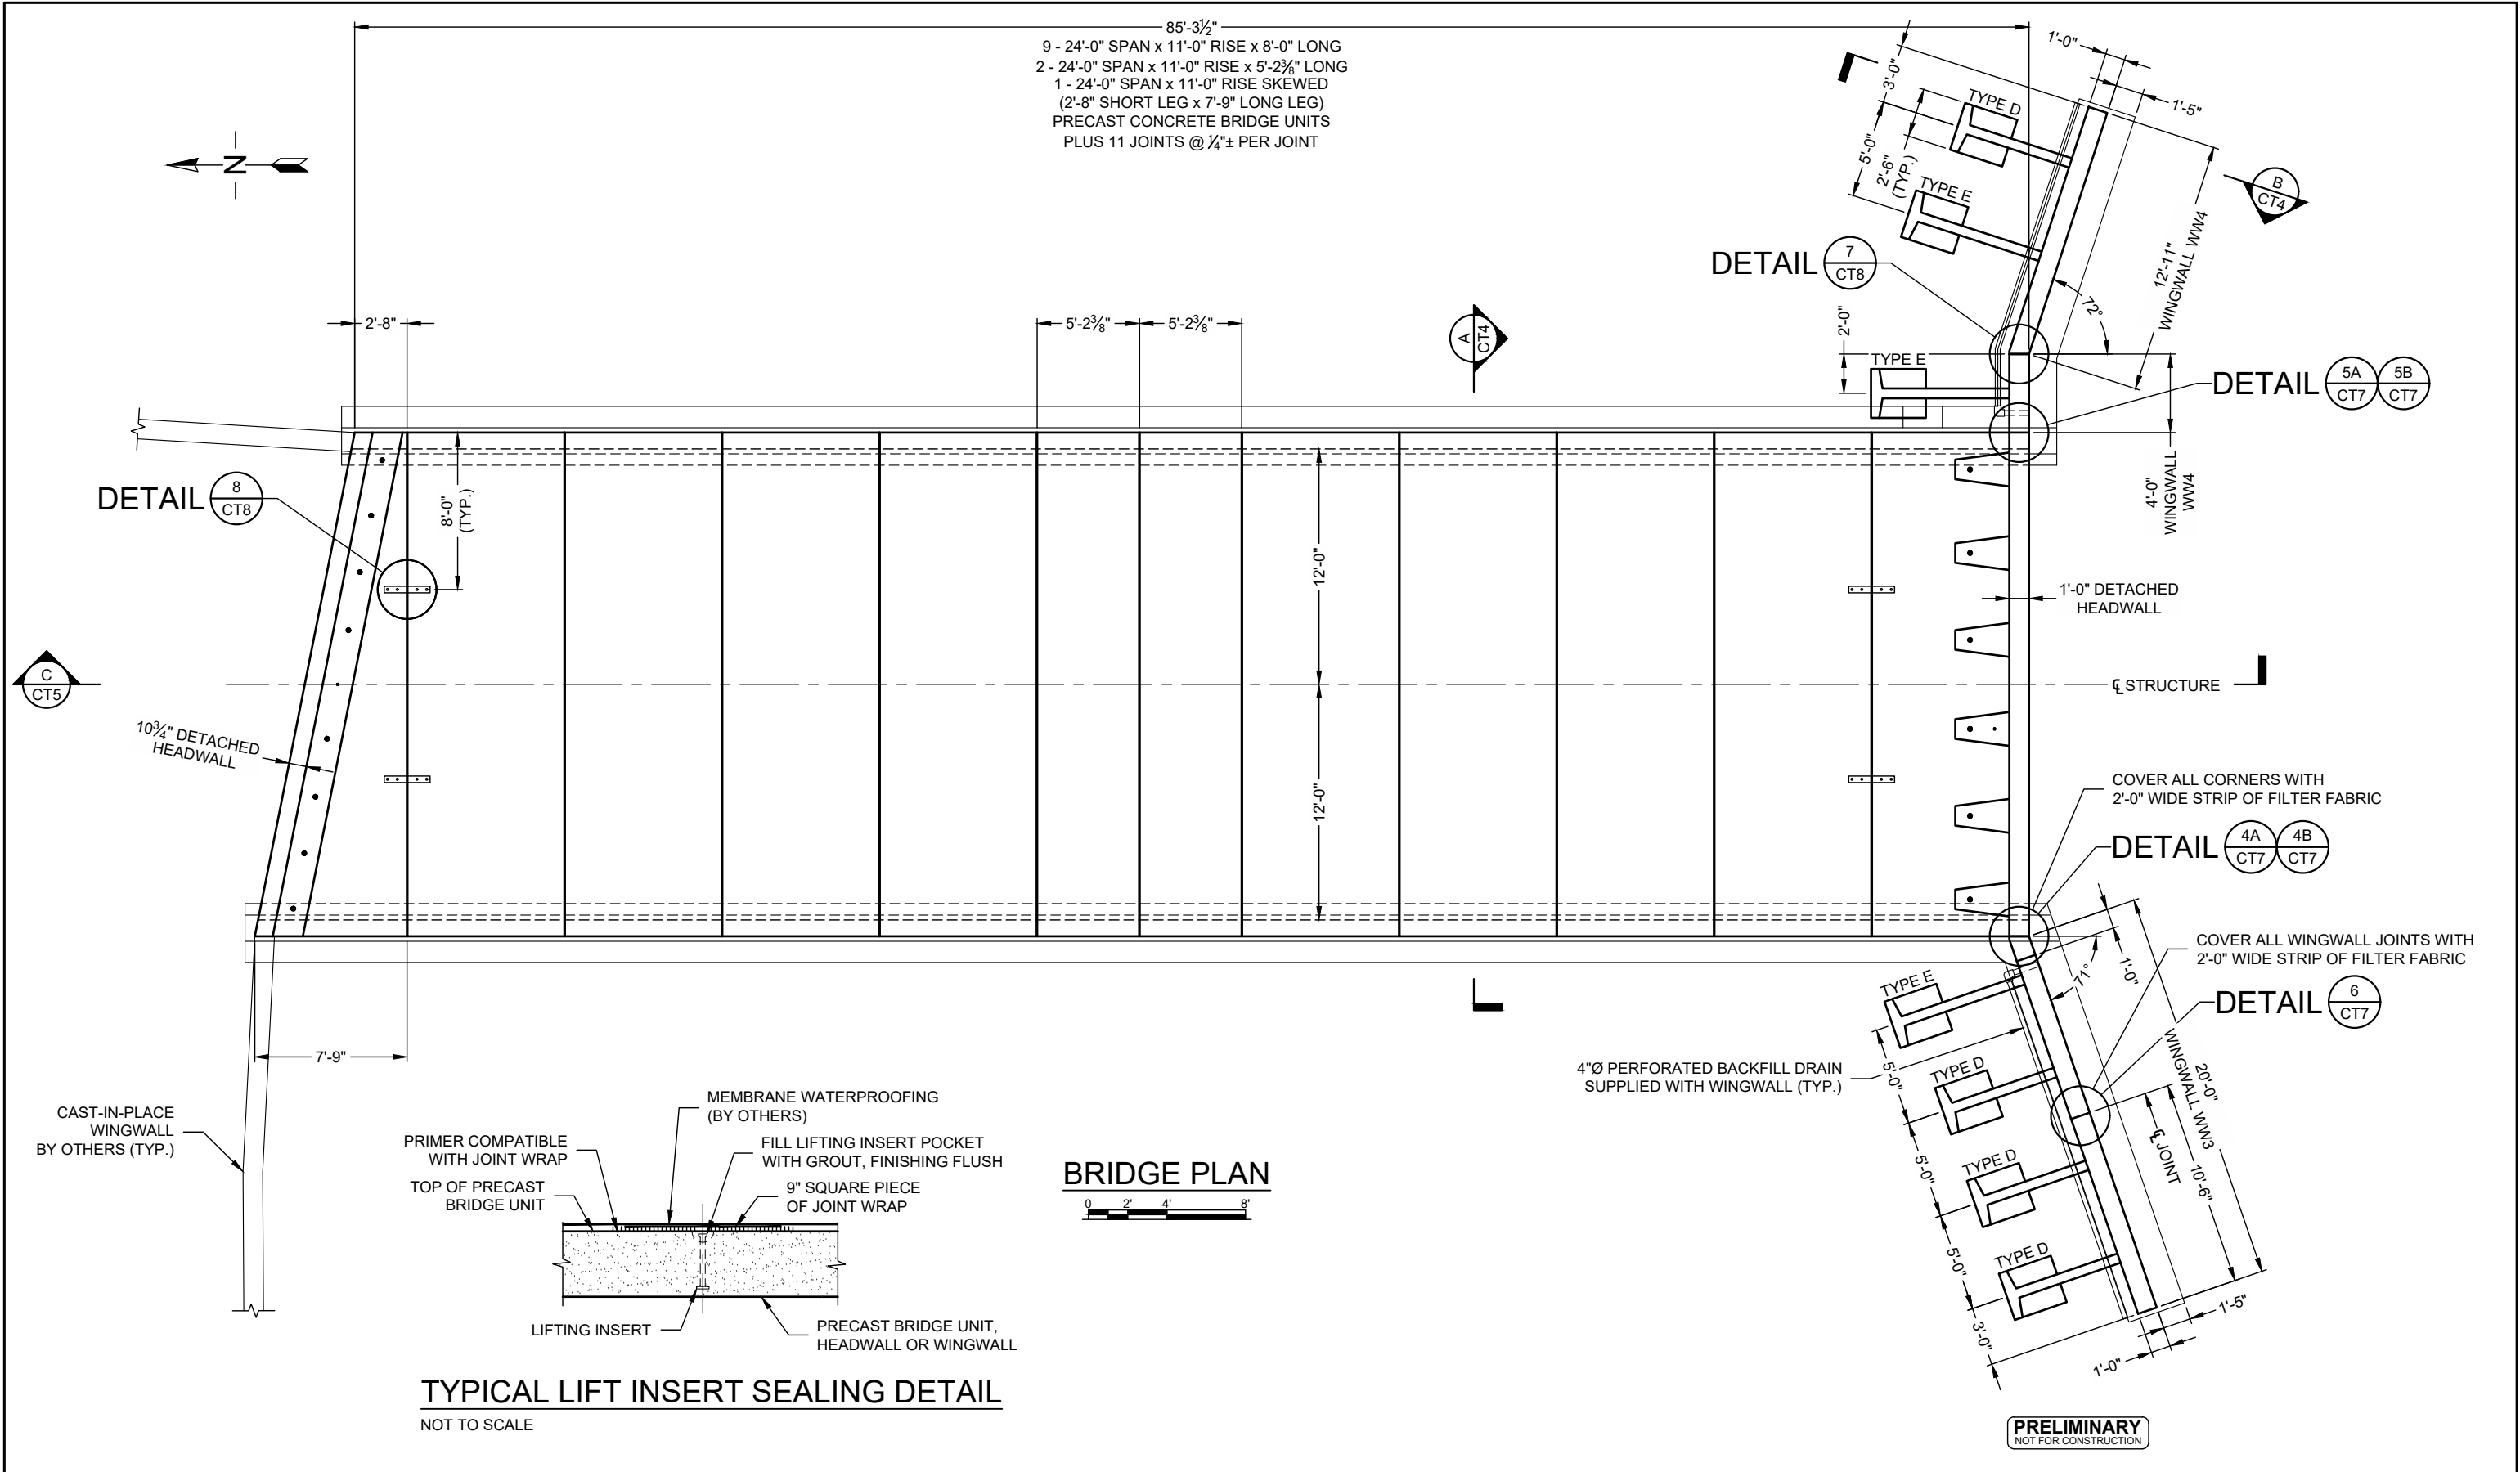 85'-3½"
9 - 24'-0" SPAN x 11'-0" RISE x 8'-0" LONG
2 - 24'-0" SPAN x 11'-0" RISE x 5'-2⅜" LONG
1 - 24'-0" SPAN x 11'-0" RISE SKEWED
(2'-8" SHORT LEG x 7'-9" LONG LEG)
PRECAST CONCRETE BRIDGE UNITS
PLUS 11 JOINTS @ ¼"± PER JOINT
N
3'-0"
5'-0"
2'-6"
(TYP.)
TYPE D
TYPE E
1'-0"
1'-5"
B
CT4
12'-11"
WINGWALL WW4
72°
DETAIL
7
CT8
2'-0"
TYPE E
DETAIL
5A
CT7
5B
CT7
4'-0"
WINGWALL
WW4
2'-8"
5'-2⅜"
5'-2⅜"
A
CT4
DETAIL
8
CT8
8'-0"
(TYP.)
12'-0"
12'-0"
1'-0" DETACHED
HEADWALL
C
CT5
℄ STRUCTURE
10¾" DETACHED
HEADWALL
COVER ALL CORNERS WITH
2'-0" WIDE STRIP OF FILTER FABRIC
DETAIL
4A
CT7
4B
CT7
COVER ALL WINGWALL JOINTS WITH
2'-0" WIDE STRIP OF FILTER FABRIC
DETAIL
6
CT7
71°
1'-0"
20'-0"
WINGWALL WW3
℄ JOINT
10'-6"
TYPE E
TYPE D
TYPE D
TYPE D
5'-0"
5'-0"
5'-0"
3'-0"
1'-0"
1'-5"
4"Ø PERFORATED BACKFILL DRAIN
SUPPLIED WITH WINGWALL (TYP.)
7'-9"
CAST-IN-PLACE
WINGWALL
BY OTHERS (TYP.)
MEMBRANE WATERPROOFING
(BY OTHERS)
PRIMER COMPATIBLE
WITH JOINT WRAP
FILL LIFTING INSERT POCKET
WITH GROUT, FINISHING FLUSH
TOP OF PRECAST
BRIDGE UNIT
9" SQUARE PIECE
OF JOINT WRAP
LIFTING INSERT
PRECAST BRIDGE UNIT,
HEADWALL OR WINGWALL
BRIDGE PLAN
0 2' 4' 8'
TYPICAL LIFT INSERT SEALING DETAIL
NOT TO SCALE
PRELIMINARY
NOT FOR CONSTRUCTION